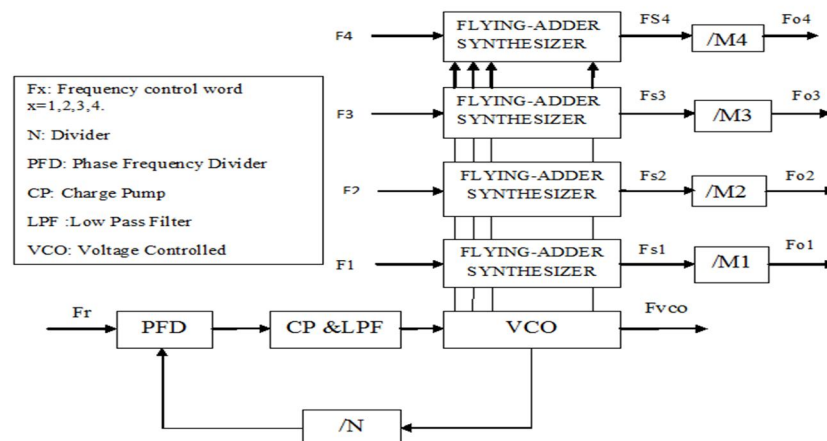 F4
FLYING-ADDER
SYNTHESIZER
FS4
/M4
Fo4
Fx: Frequency control word
x=1,2,3,4.
N: Divider
PFD: Phase Frequency Divider
CP: Charge Pump
LPF :Low Pass Filter
VCO: Voltage Controlled
F3
FLYING-ADDER
SYNTHESIZER
Fs3
/M3
Fo3
F2
FLYING-ADDER
SYNTHESIZER
Fs2
/M2
Fo2
F1
FLYING-ADDER
SYNTHESIZER
Fs1
/M1
Fo1
Fr
PFD
CP &LPF
VCO
Fvco
/N